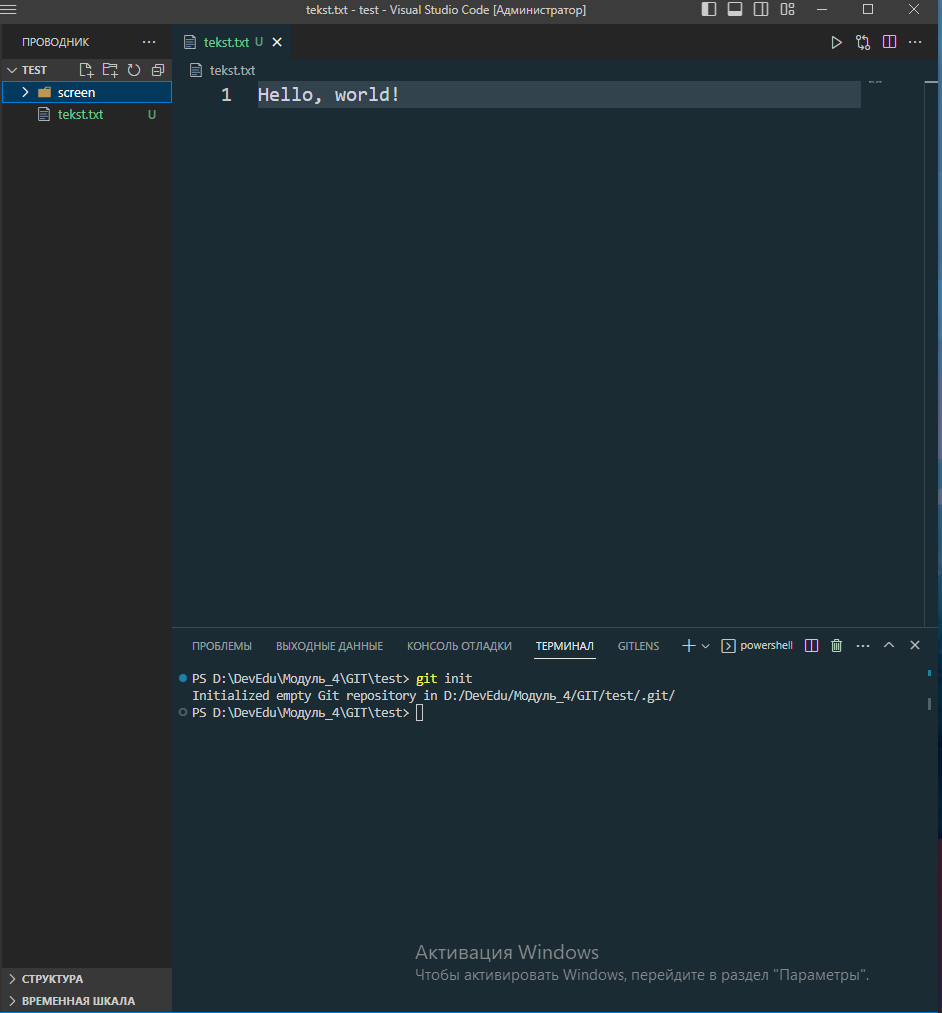 tekst.txt - test - Visual Studio Code [Администратор]
ПРОВОДНИК
tekst.txt U
TEST
tekst.txt
screen
tekst.txt U
1 Hello, world!
ПРОБЛЕМЫ ВЫХОДНЫЕ ДАННЫЕ КОНСОЛЬ ОТЛАДКИ ТЕРМИНАЛ GITLENS powershell
PS D:\DevEdu\Модуль_4\GIT\test> git init
Initialized empty Git repository in D:/DevEdu/Модуль_4/GIT/test/.git/
PS D:\DevEdu\Модуль_4\GIT\test>
Активация Windows
Чтобы активировать Windows, перейдите в раздел "Параметры".
СТРУКТУРА
ВРЕМЕННАЯ ШКАЛА